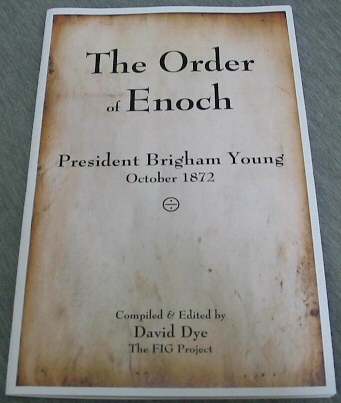 The Order
of Enoch
President Brigham Young
October 1872
Compiled & Edited by
David Dye
The FIG Project